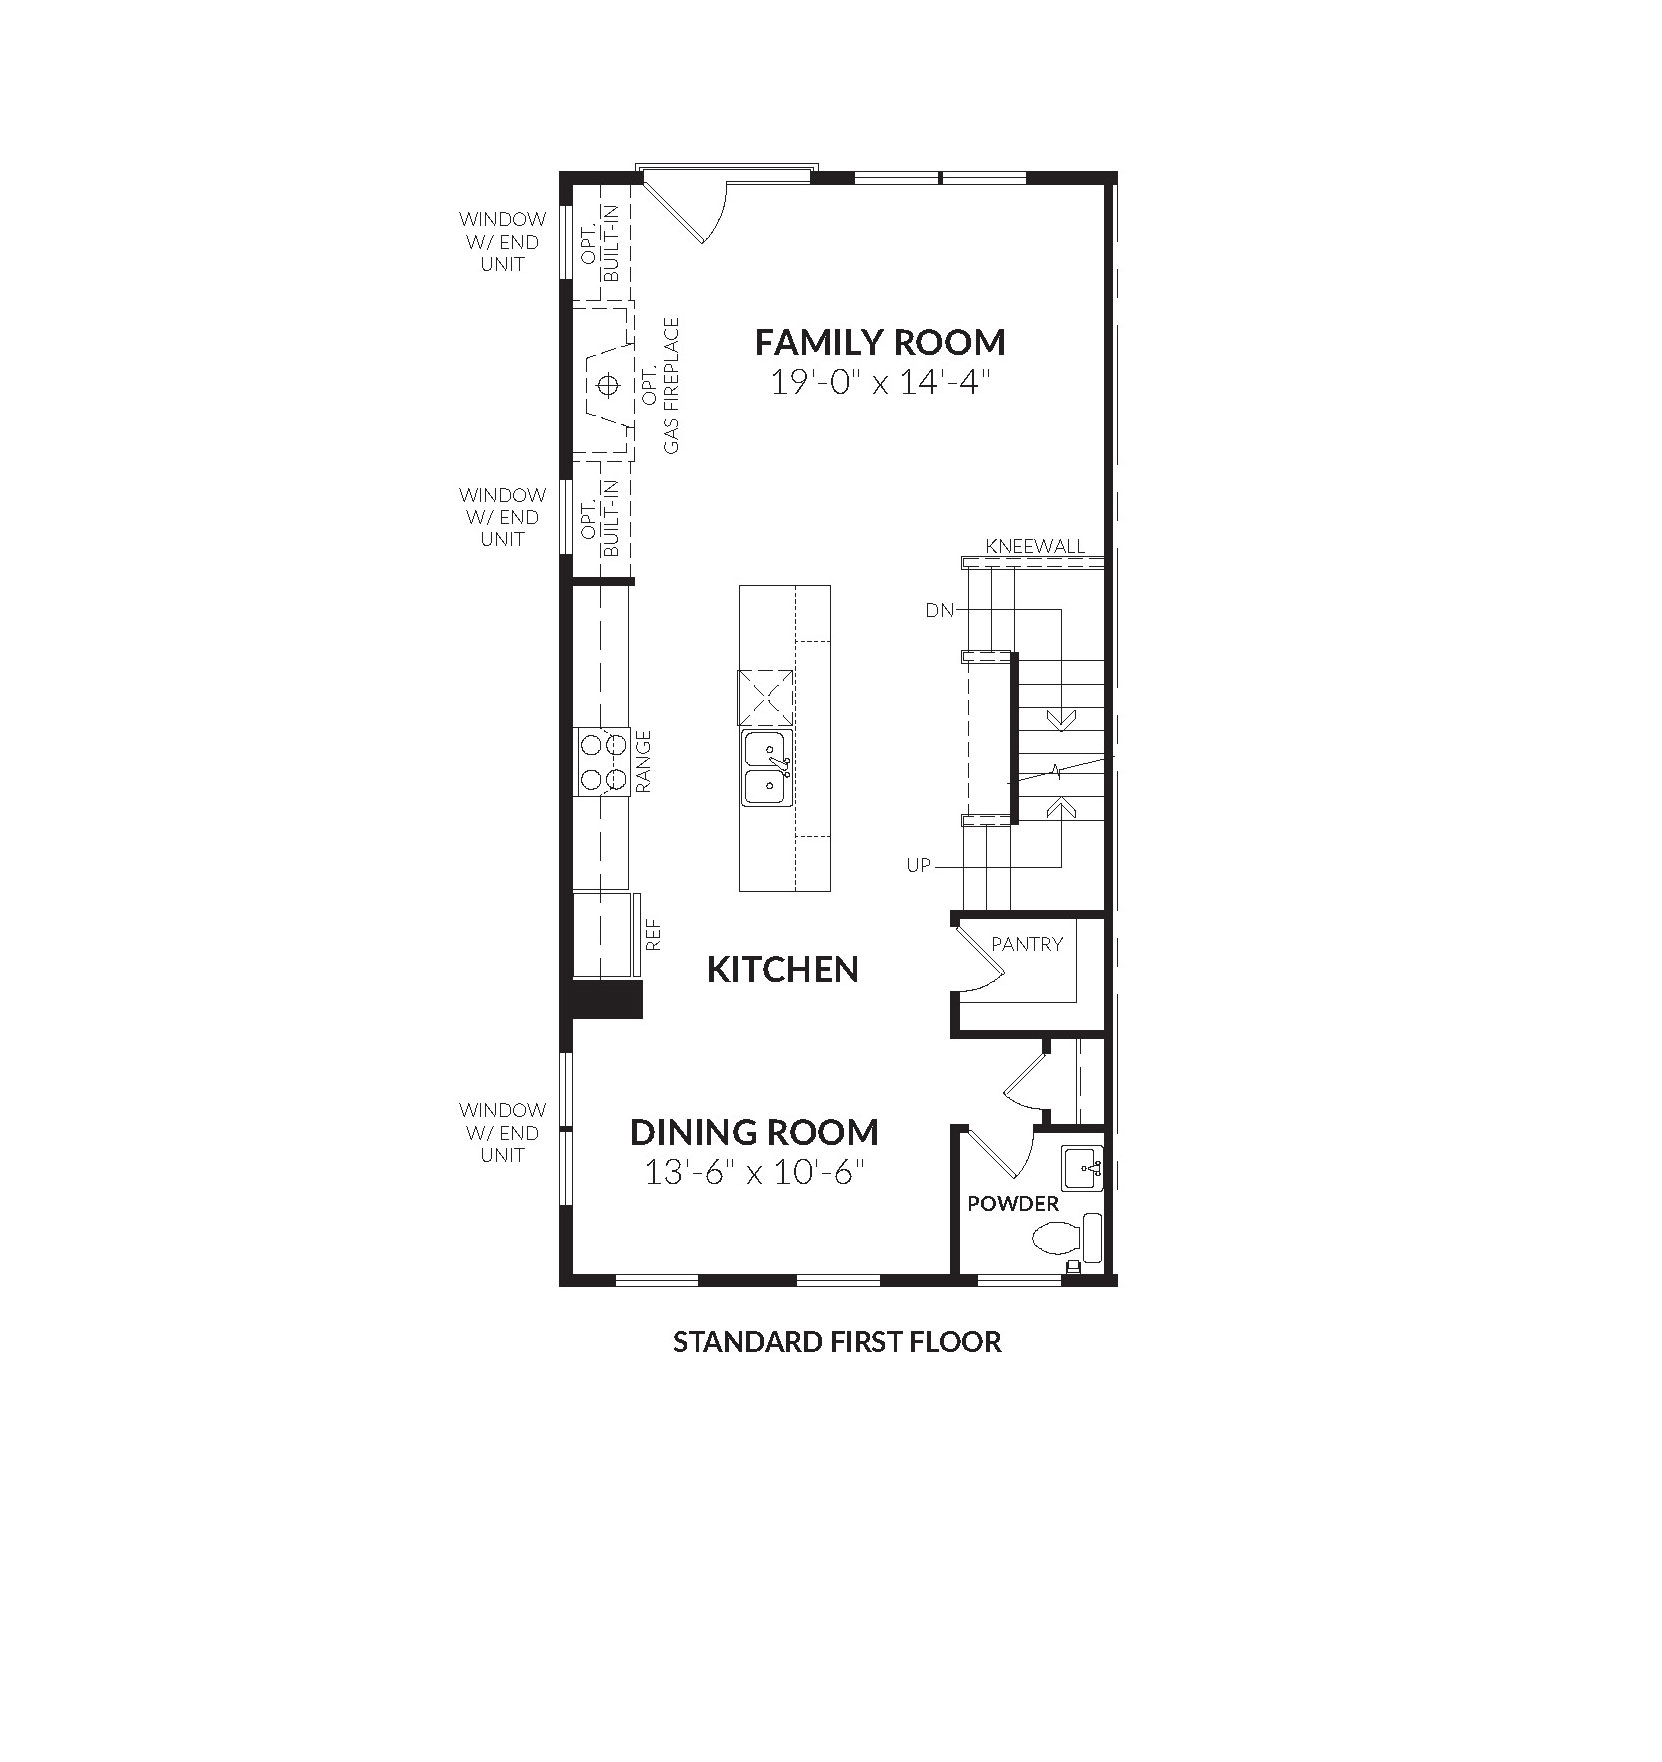 WINDOW
W/ END
UNIT
OPT.
BUILT-IN
FAMILY ROOM
19'-0" x 14'-4"
OPT.
GAS FIREPLACE
WINDOW
W/ END
UNIT
OPT.
BUILT-IN
KNEEWALL
DN
RANGE
UP
REF
PANTRY
KITCHEN
WINDOW
W/ END
UNIT
DINING ROOM
13'-6" x 10'-6"
POWDER
STANDARD FIRST FLOOR